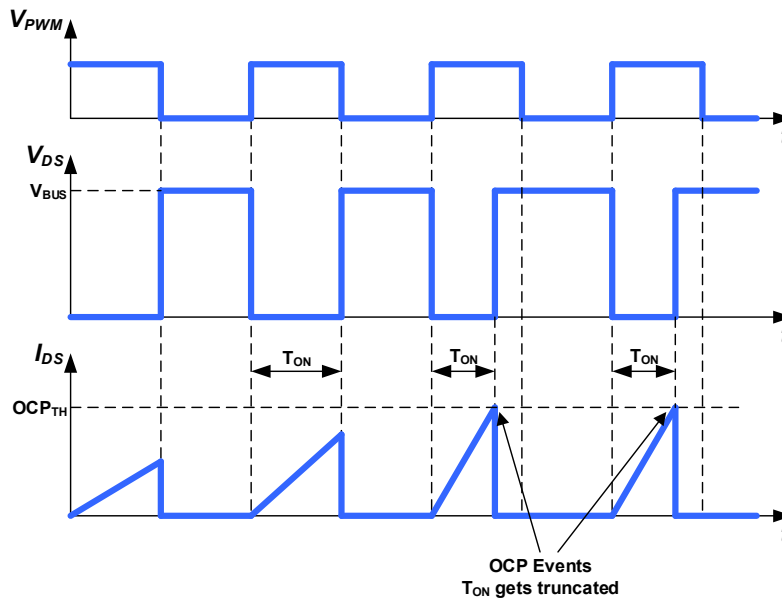 VPWM
VDS
VBUS
IDS
TON
TON
TON
OCPTH
OCP Events
TON gets truncated